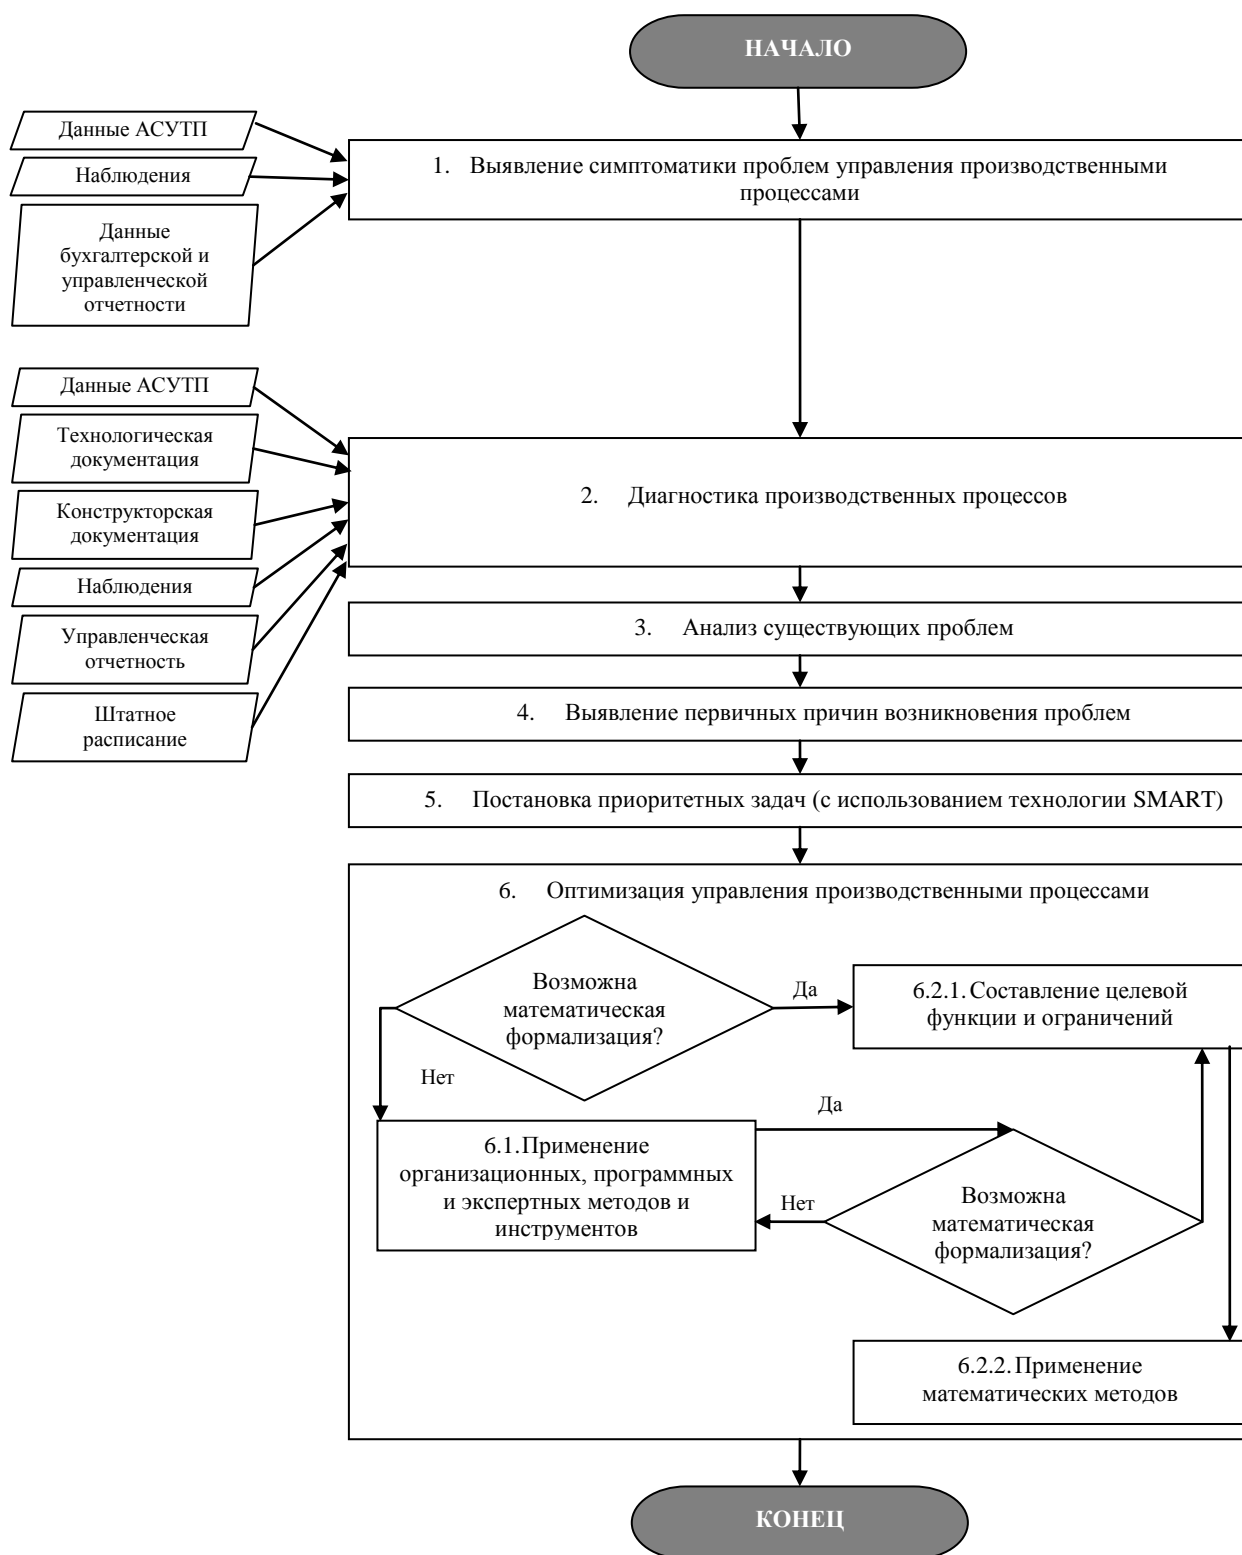 НАЧАЛО
Данные АСУТП
Наблюдения
Данные
бухгалтерской и
управленческой
отчетности
1. Выявление симптоматики проблем управления производственными
процессами
Данные АСУТП
Технологическая
документация
Конструкторская
документация
Наблюдения
Управленческая
отчетность
Штатное
расписание
2. Диагностика производственных процессов
3. Анализ существующих проблем
4. Выявление первичных причин возникновения проблем
5. Постановка приоритетных задач (с использованием технологии SMART)
6. Оптимизация управления производственными процессами
Возможна
математическая
формализация?
Да
6.2.1. Составление целевой
функции и ограничений
Нет
Да
6.1. Применение
организационных, программных
и экспертных методов и
инструментов
Нет
Возможна
математическая
формализация?
6.2.2. Применение
математических методов
КОНЕЦ